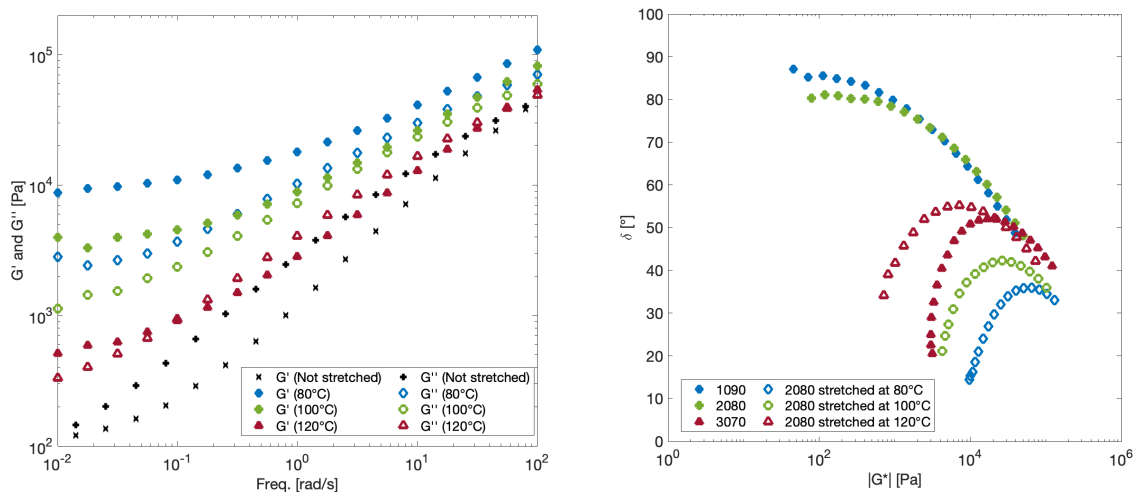 10^5
10^4
10^3
10^2
G' and G'' [Pa]
10^-2 10^-1 10^0 10^1 10^2
Freq. [rad/s]
G' (Not stretched) G'' (Not stretched)
G' (80°C) G'' (80°C)
G' (100°C) G'' (100°C)
G' (120°C) G'' (120°C)
100
90
80
70
60
50
40
30
20
10
0
δ [°]
10^0 10^2 10^4 10^6
|G*| [Pa]
1090 2080 stretched at 80°C
2080 2080 stretched at 100°C
3070 2080 stretched at 120°C